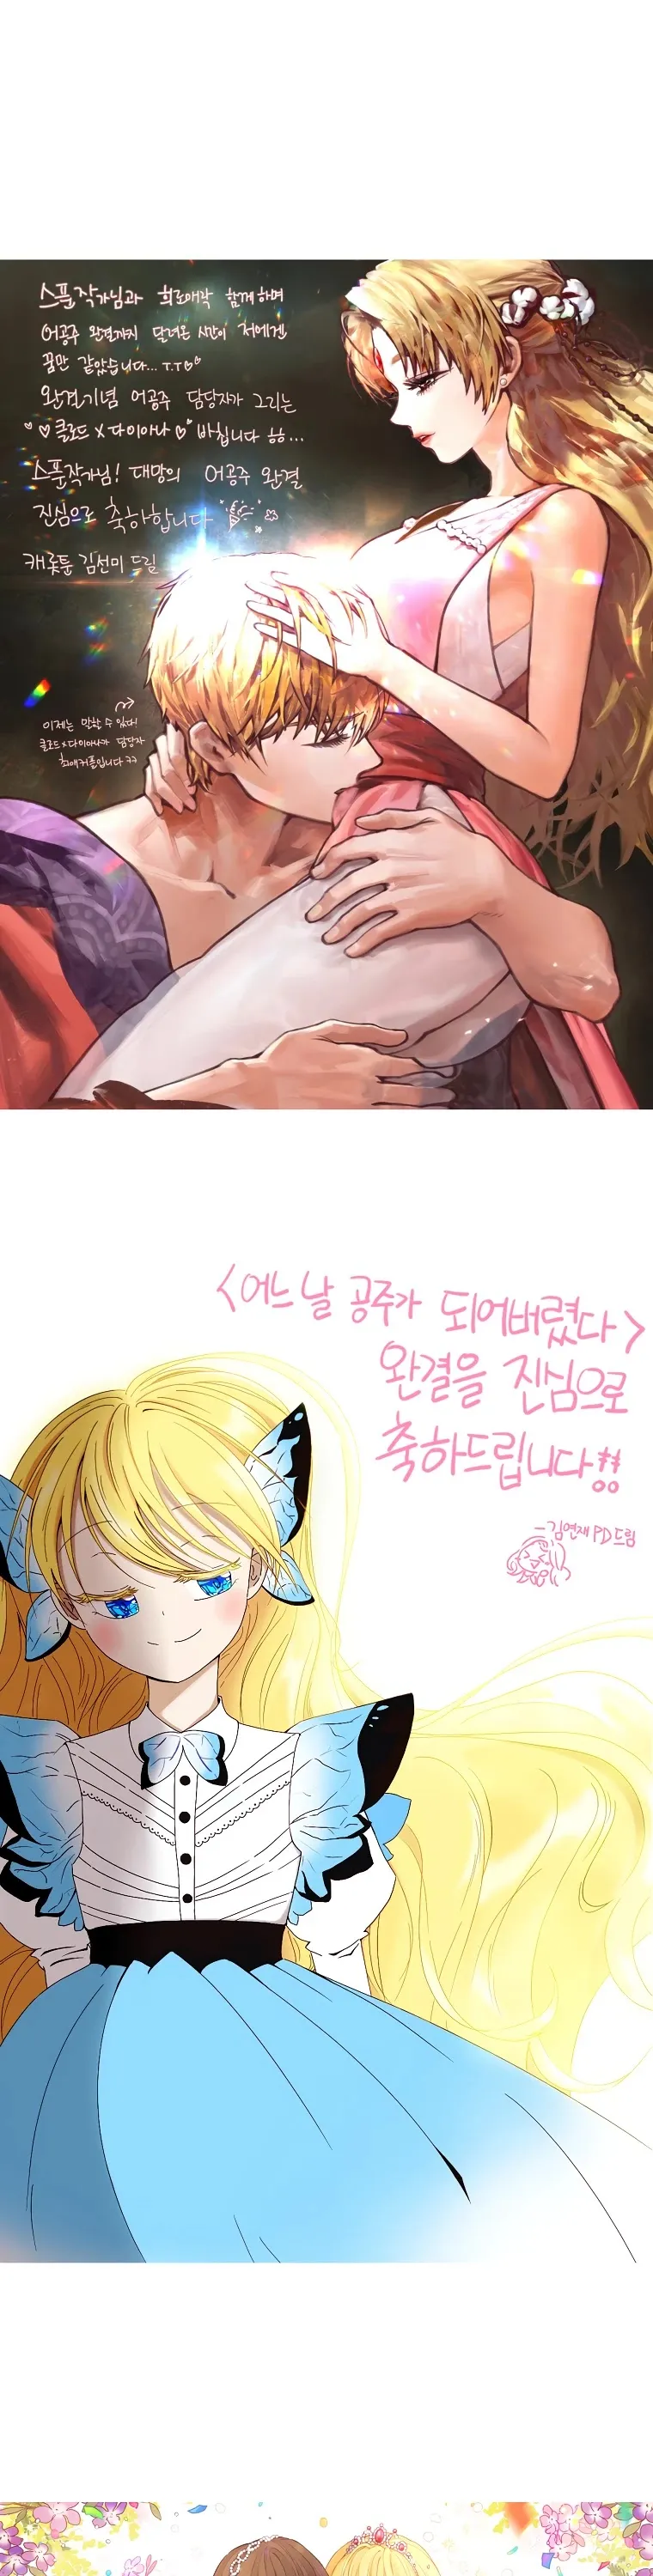 스푼작가님과 희로애락 함께하며
어공주 완결까지 달려온 시간이 저에겐
꿈만 같았습니다... T.T♡♡
완결기념 어공주 담당자가 그리는
♡♡클로드X다이아나♡♡ 바칩니다 ㅎㅎ...
스푼작가님! 대망의 어공주 완결
진심으로 축하합니다
캐롯툰 김선미 드림
이제는 말할 수 있다!
클로드x다이아나가 담당자
최애커플입니다 ㅋㅋ
<어느 날 공주가 되어버렸다>
완결을 진심으로
축하드립니다!!
-김연재 PD 드림